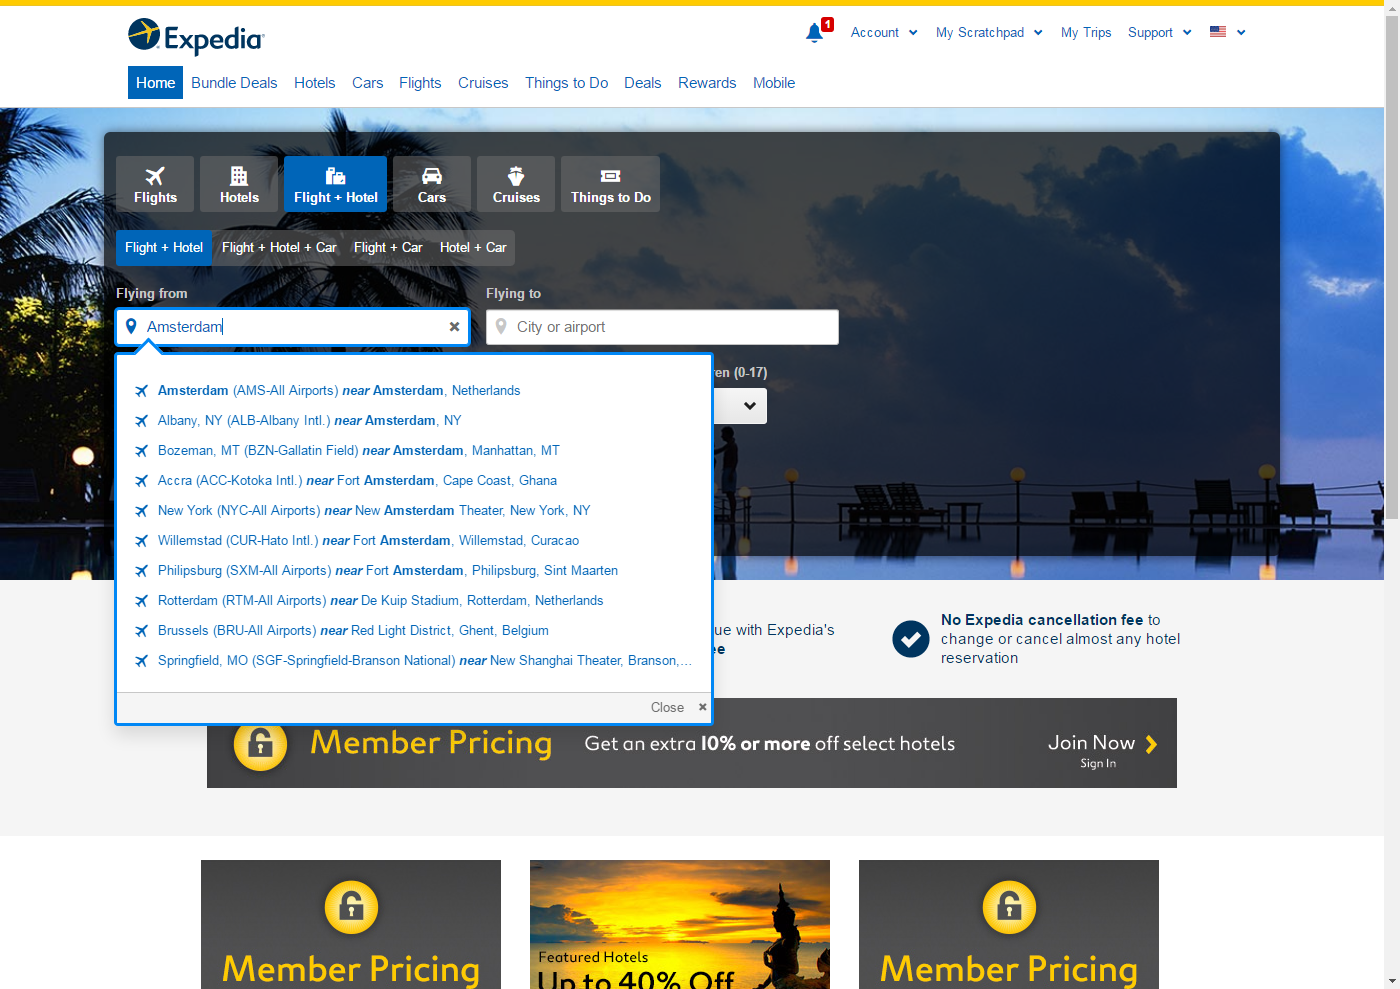 Expedia
1
Account
My Scratchpad
My Trips
Support
Home
Bundle Deals
Hotels
Cars
Flights
Cruises
Things to Do
Deals
Rewards
Mobile
Flights
Hotels
Flight + Hotel
Cars
Cruises
Things to Do
Flight + Hotel
Flight + Hotel + Car
Flight + Car
Hotel + Car
Flying from
Flying to
Amsterdam
City or airport
ren (0-17)
Amsterdam (AMS-All Airports) near Amsterdam, Netherlands
Albany, NY (ALB-Albany Intl.) near Amsterdam, NY
Bozeman, MT (BZN-Gallatin Field) near Amsterdam, Manhattan, MT
Accra (ACC-Kotoka Intl.) near Fort Amsterdam, Cape Coast, Ghana
New York (NYC-All Airports) near New Amsterdam Theater, New York, NY
Willemstad (CUR-Hato Intl.) near Fort Amsterdam, Willemstad, Curacao
Philipsburg (SXM-All Airports) near Fort Amsterdam, Philipsburg, Sint Maarten
Rotterdam (RTM-All Airports) near De Kuip Stadium, Rotterdam, Netherlands
Brussels (BRU-All Airports) near Red Light District, Ghent, Belgium
Springfield, MO (SGF-Springfield-Branson National) near New Shanghai Theater, Branson,...
Close
ue with Expedia's
ee
No Expedia cancellation fee to
change or cancel almost any hotel
reservation
Member Pricing
Get an extra 10% or more off select hotels
Join Now
Sign In
Member Pricing
Featured Hotels
Up to 40% Off
Member Pricing